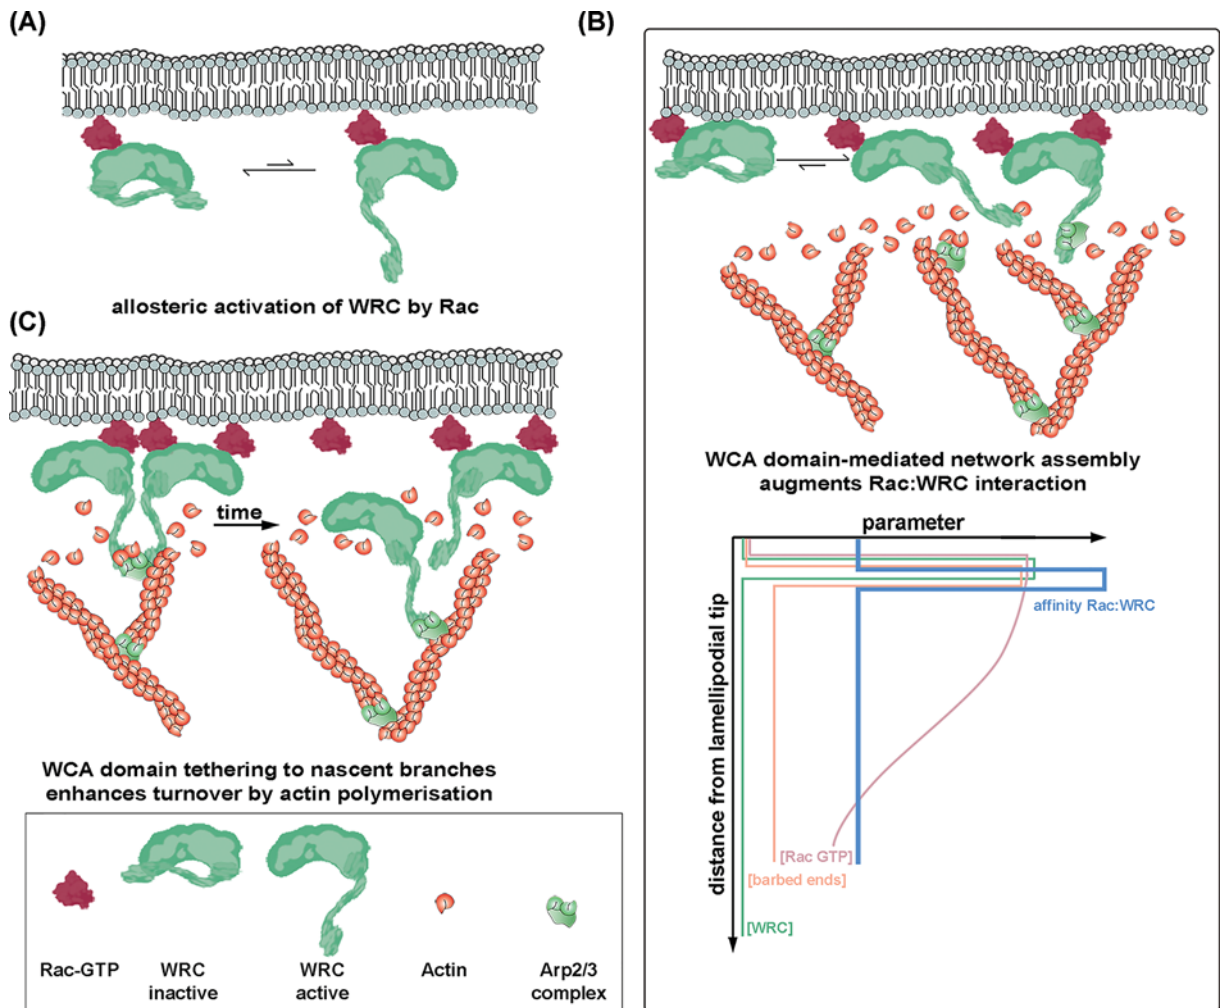 (A)
allosteric activation of WRC by Rac
(B)
WCA domain-mediated network assembly
augments Rac:WRC interaction
parameter
affinity Rac:WRC
distance from lamellipodial tip
[Rac GTP]
[barbed ends]
[WRC]
(C)
time
WCA domain tethering to nascent branches
enhances turnover by actin polymerisation
Rac-GTP
WRC
inactive
WRC
active
Actin
Arp2/3
complex